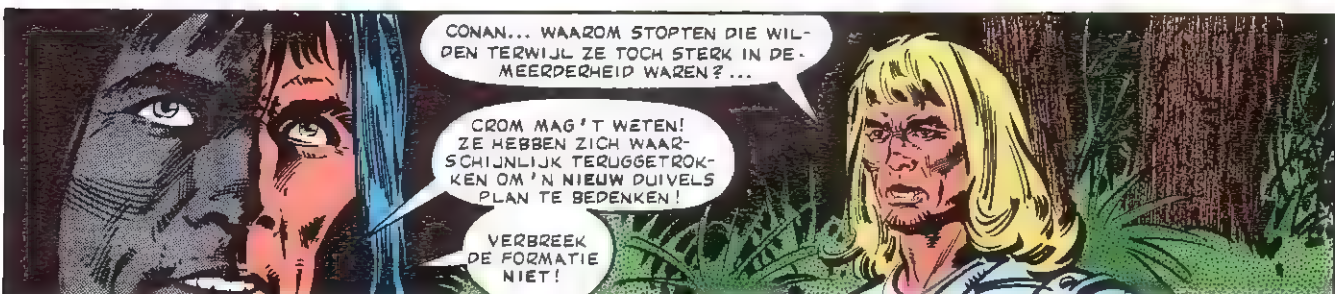 CONAN... WAAROM STOPTEN DIE WIL-
DEN TERWIJL ZE TOCH STERK IN DE
MEERDERHEID WAREN?...
CROM MAG 'T WETEN!
ZE HEBBEN ZICH WAAR-
SCHIJNLIJK TERUGGETROK-
KEN OM 'N NIEUW DUIVELS
PLAN TE BEDENKEN!
VERBREEK
DE FORMATIE
NIET!